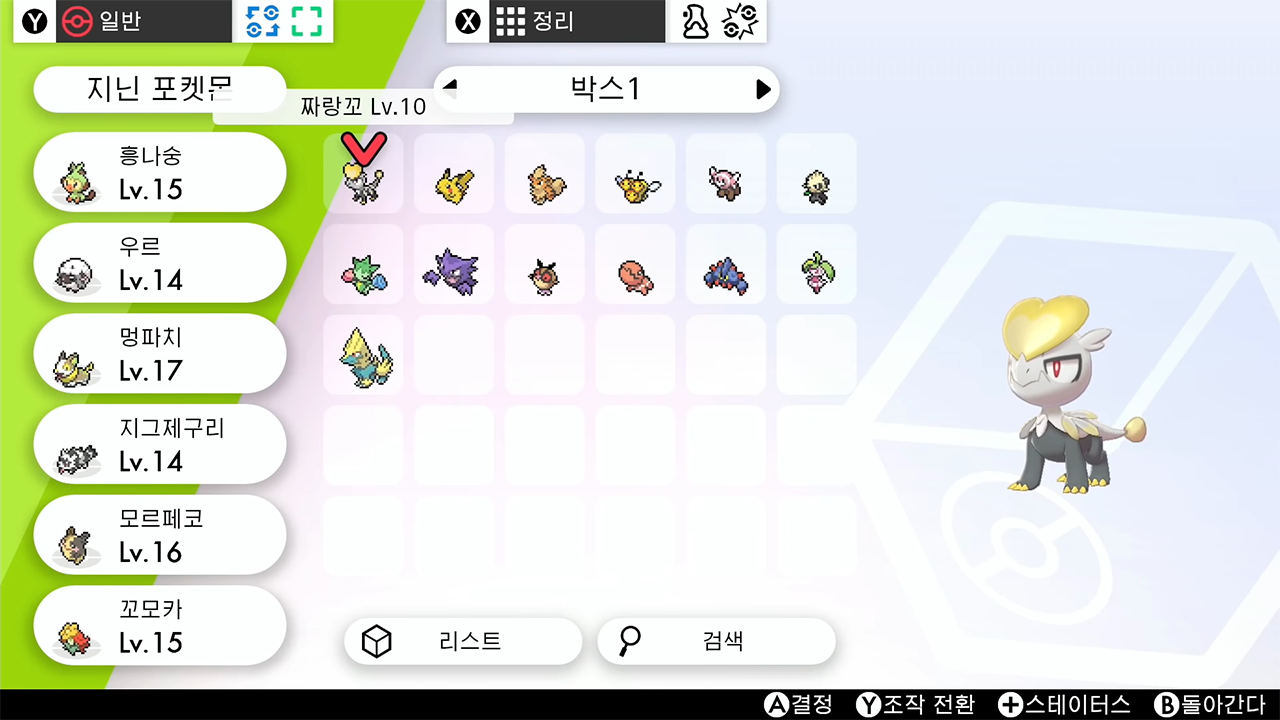 Y 일반
X 정리
지닌 포켓몬
박스1
짜랑꼬 Lv.10
흥나숭
Lv.15
우르
Lv.14
멍파치
Lv.17
지그제구리
Lv.14
모르페코
Lv.16
꼬모카
Lv.15
리스트
검색
A결정 Y조작 전환 +스테이터스 B돌아간다